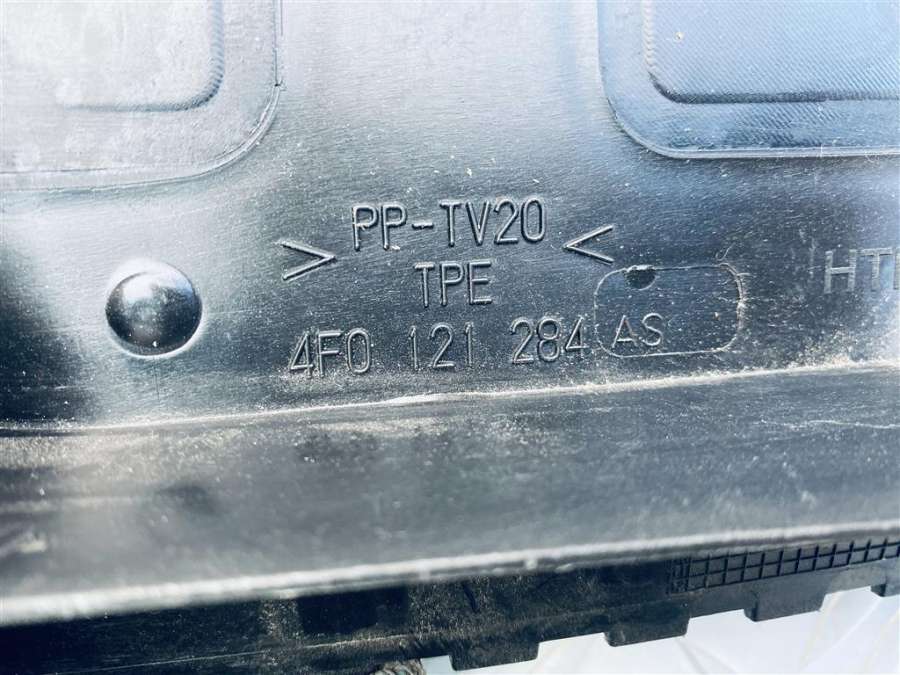 > PP-TV20 <
TPE
4F0 121 284 AS